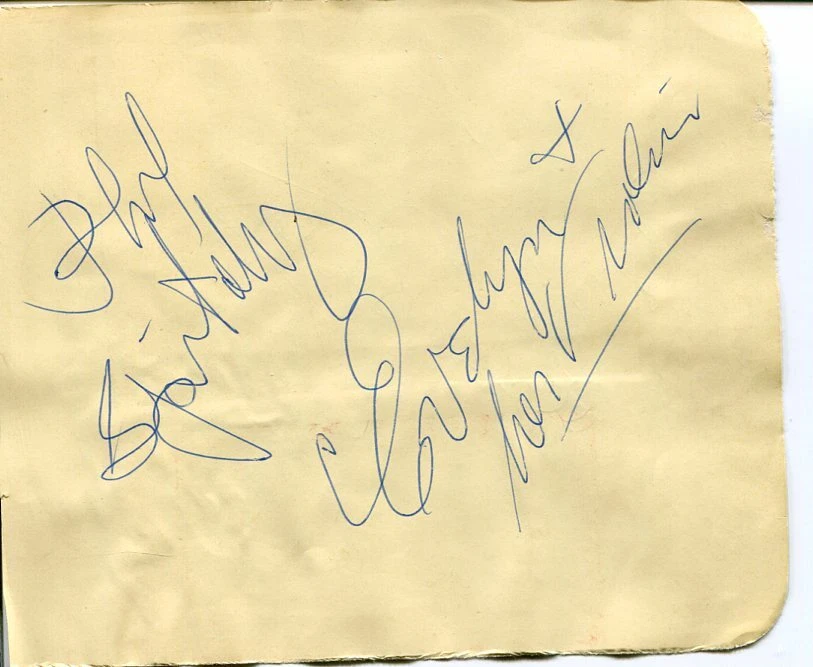 Phil
Spitalny
Evelyn +
her Violin